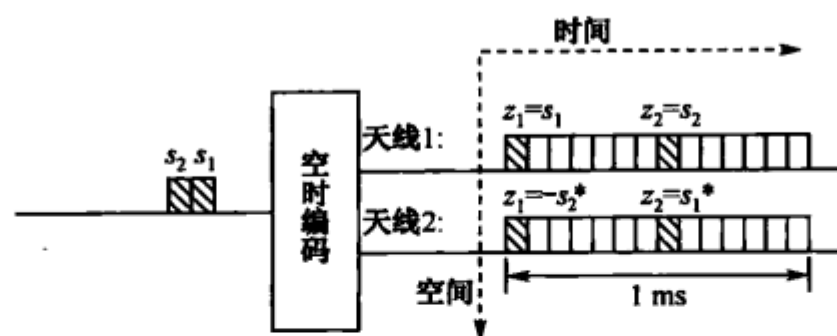 时间
z₁=s₁ z₂=s₂
天线1:
s₂ s₁
空时编码
z₁=-s₂* z₂=s₁*
天线2:
空间
1 ms